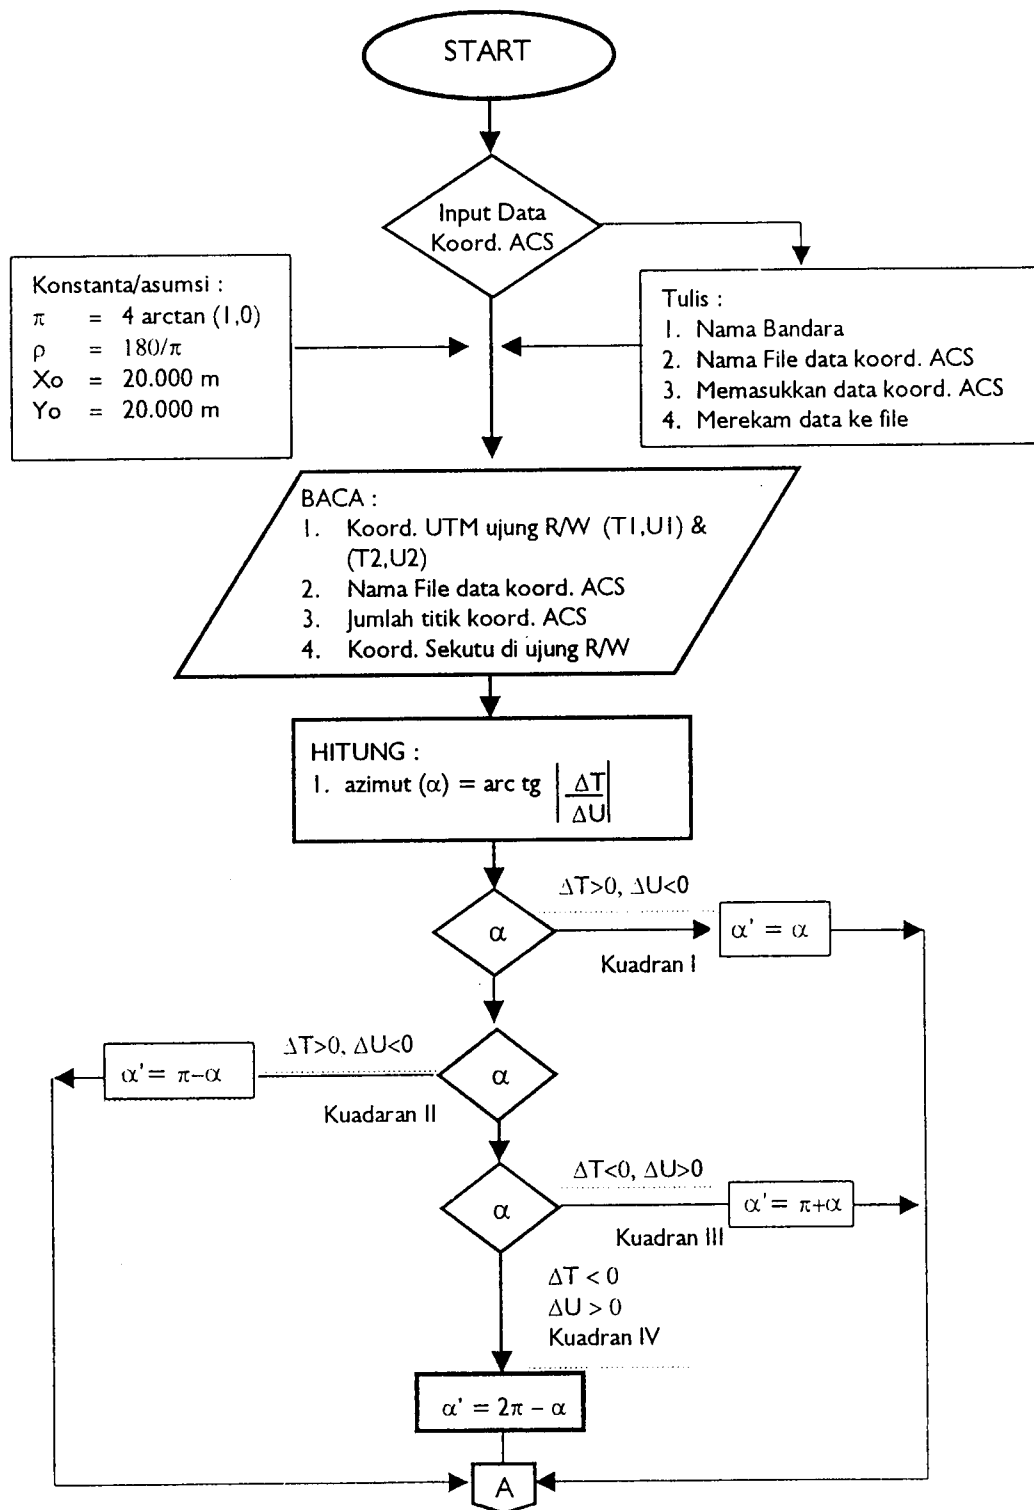 START
Input Data
Koord. ACS
Konstanta/asumsi :
π = 4 arctan (1,0)
ρ = 180/π
Xo = 20.000 m
Yo = 20.000 m
Tulis :
1. Nama Bandara
2. Nama File data koord. ACS
3. Memasukkan data koord. ACS
4. Merekam data ke file
BACA :
1. Koord. UTM ujung R/W (T1,U1) &
(T2,U2)
2. Nama File data koord. ACS
3. Jumlah titik koord. ACS
4. Koord. Sekutu di ujung R/W
HITUNG :
1. azimut (α) = arc tg |ΔT/ΔU|
ΔT>0, ΔU<0
α
α' = α
Kuadran I
ΔT>0, ΔU<0
α' = π–α
α
Kuadaran II
ΔT<0, ΔU>0
α
α' = π+α
Kuadran III
ΔT < 0
ΔU > 0
Kuadran IV
α' = 2π – α
A